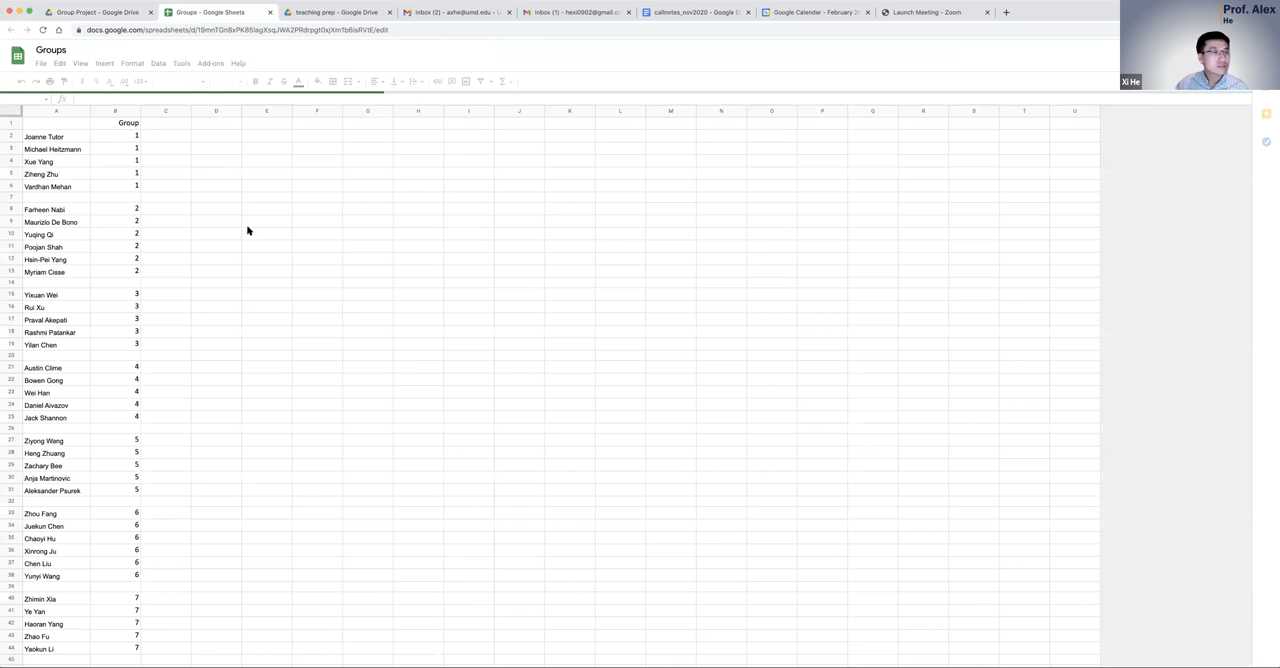 Group Project - Google Drive
Groups - Google Sheets
teaching prep - Google Drive
Inbox (2) - axhe@umd.edu - U
Inbox (1) - hexi0902@gmail.c
callnotes_nov2020 - Google D
Google Calendar - February 2
Launch Meeting - Zoom
docs.google.com/spreadsheets/d/19mnTGn8xPK85IagXsqJWA2PRdrpgt0xjXm1b6isRVtE/edit
Prof. Alex
He
Xi He
Groups
File Edit View Insert Format Data Tools Add-ons Help
A B C D E F G H I J K L M N O P Q R S T U
1 Group
2 Joanne Tutor 1
3 Michael Heitzmann 1
4 Xue Yang 1
5 Ziheng Zhu 1
6 Vardhan Mehan 1
7
8 Farheen Nabi 2
9 Maurizio De Bono 2
10 Yuqing Qi 2
11 Poojan Shah 2
12 Hsin-Pei Yang 2
13 Myriam Cisse 2
14
15 Yixuan Wei 3
16 Rui Xu 3
17 Praval Akepati 3
18 Rashmi Patankar 3
19 Yilan Chen 3
20
21 Austin Clime 4
22 Bowen Gong 4
23 Wei Han 4
24 Daniel Aivazov 4
25 Jack Shannon 4
26
27 Ziyong Wang 5
28 Heng Zhuang 5
29 Zachary Bee 5
30 Anja Martinovic 5
31 Aleksander Psurek 5
32
33 Zhou Fang 6
34 Juekun Chen 6
35 Chaoyi Hu 6
36 Xinrong Ju 6
37 Chen Liu 6
38 Yunyi Wang 6
39
40 Zhimin Xia 7
41 Ye Yan 7
42 Haoran Yang 7
43 Zhao Fu 7
44 Yaokun Li 7
45